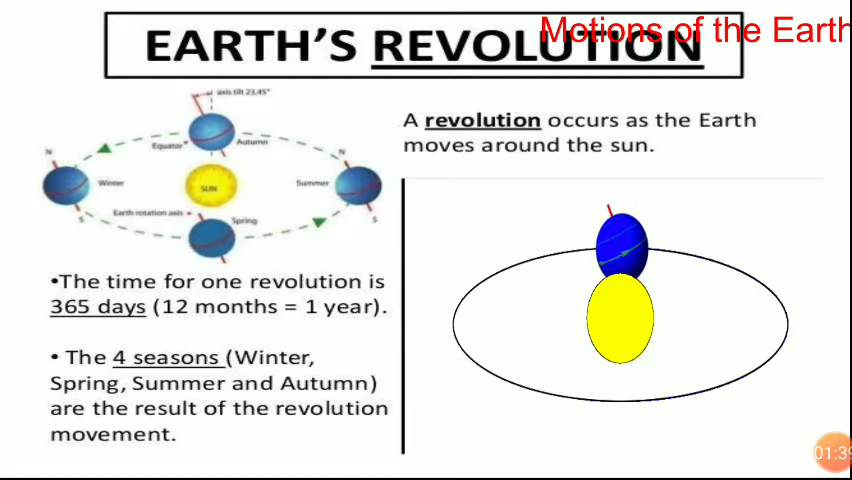 Motions of the Earth
EARTH'S REVOLUTION
axis tilt 23,45°
Equator
Autumn
N
N
Winter
SUN
Summer
Earth rotation axis
Spring
S
S
A revolution occurs as the Earth
moves around the sun.
•The time for one revolution is
365 days (12 months = 1 year).
• The 4 seasons (Winter,
Spring, Summer and Autumn)
are the result of the revolution
movement.
01:39